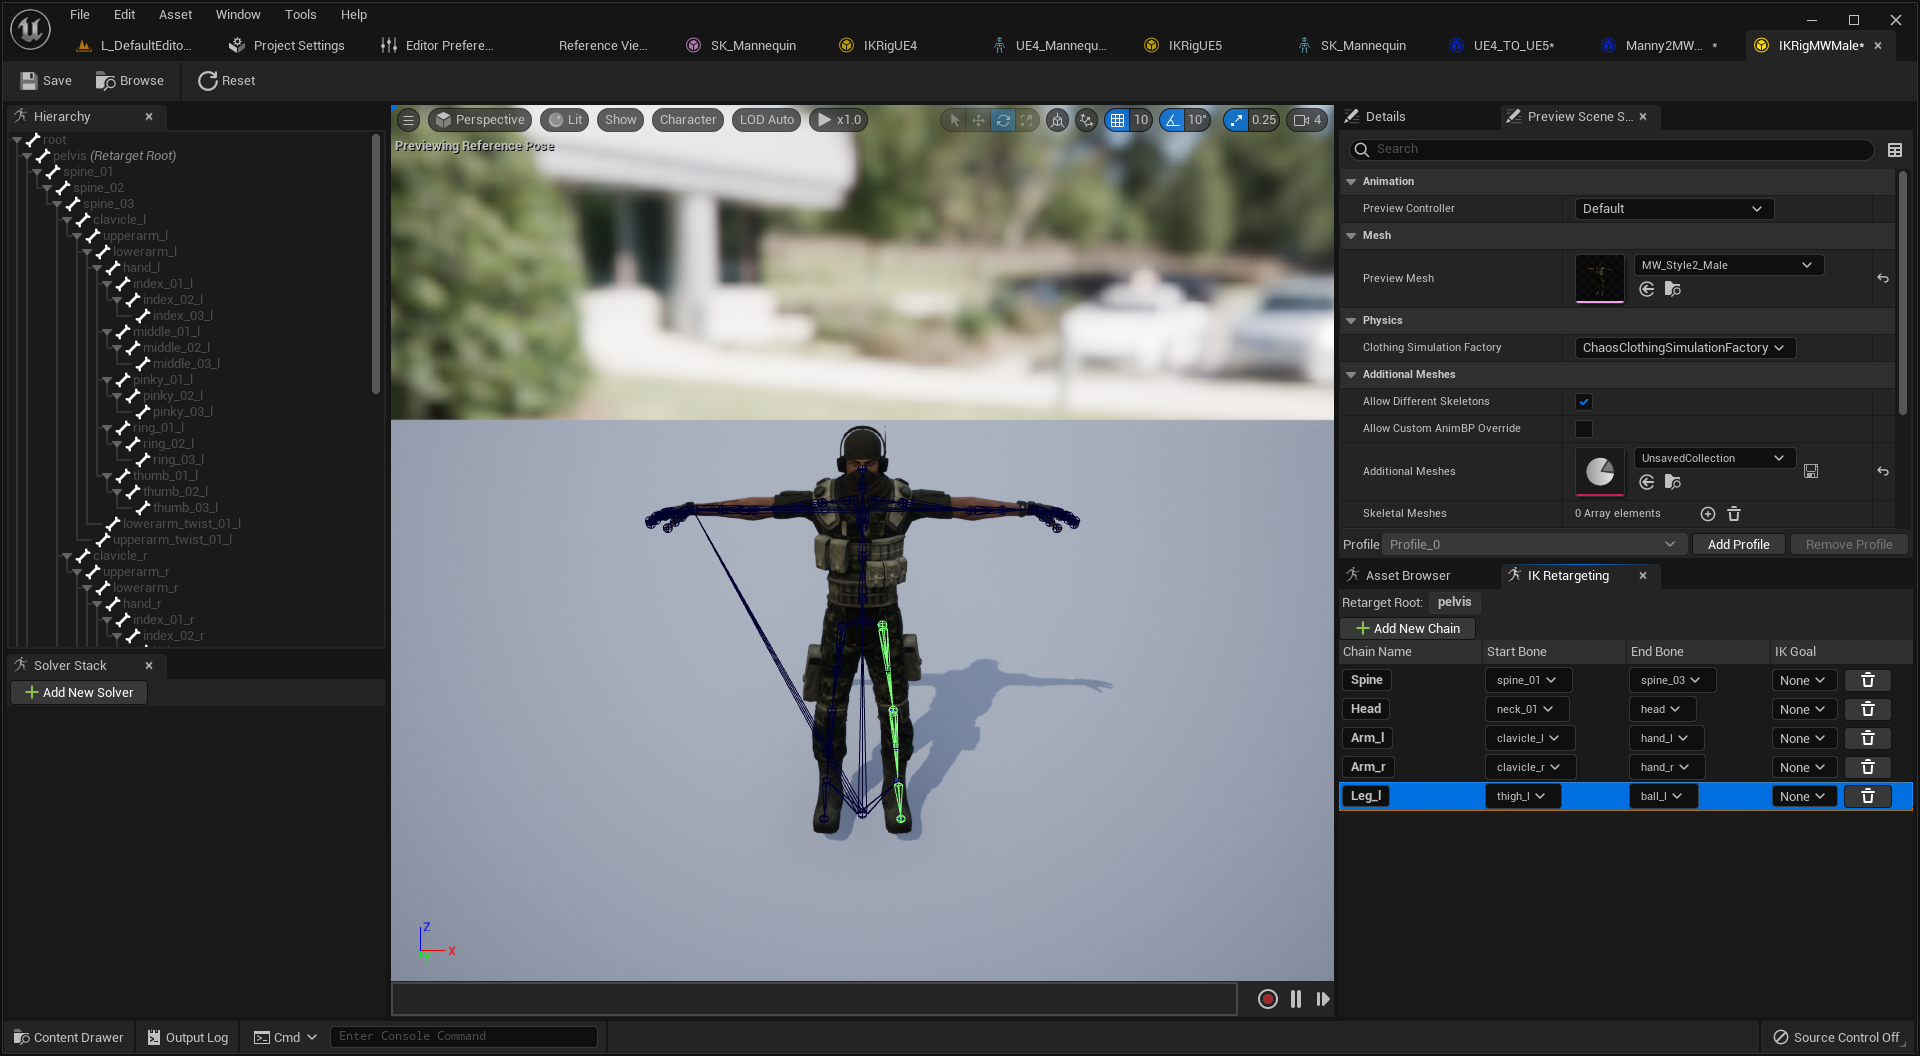 File Edit Asset Window Tools Help
L_DefaultEdito... Project Settings Editor Prefere... Reference Vie... SK_Mannequin IKRigUE4 UE4_Mannequ... IKRigUE5 SK_Mannequin UE4_TO_UE5* Manny2MW... * IKRigMWMale*
Save Browse Reset
Hierarchy
root
pelvis (Retarget Root)
spine_01
spine_02
spine_03
clavicle_l
upperarm_l
lowerarm_l
hand_l
index_01_l
index_02_l
index_03_l
middle_01_l
middle_02_l
middle_03_l
pinky_01_l
pinky_02_l
pinky_03_l
ring_01_l
ring_02_l
ring_03_l
thumb_01_l
thumb_02_l
thumb_03_l
lowerarm_twist_01_l
upperarm_twist_01_l
clavicle_r
upperarm_r
lowerarm_r
hand_r
index_01_r
index_02_r
Solver Stack
Add New Solver
Perspective Lit Show Character LOD Auto x1.0 10 10° 0.25 4
Previewing Reference Pose
Z
X
Details Preview Scene S...
Search
Animation
Preview Controller Default
Mesh
Preview Mesh MW_Style2_Male
Physics
Clothing Simulation Factory ChaosClothingSimulationFactory
Additional Meshes
Allow Different Skeletons
Allow Custom AnimBP Override
Additional Meshes UnsavedCollection
Skeletal Meshes 0 Array elements
Profile Profile_0 Add Profile Remove Profile
Asset Browser IK Retargeting
Retarget Root: pelvis
Add New Chain
Chain Name Start Bone End Bone IK Goal
Spine spine_01 spine_03 None
Head neck_01 head None
Arm_l clavicle_l hand_l None
Arm_r clavicle_r hand_r None
Leg_l thigh_l ball_l None
Content Drawer Output Log Cmd Enter Console Command Source Control Off